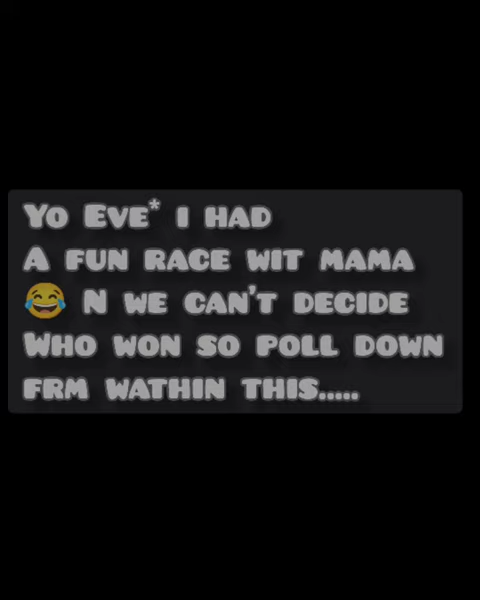 Yo Eve* i had
A fun race wit mama
😂 N we can't decide
Who won so poll down
frm wathin this.....